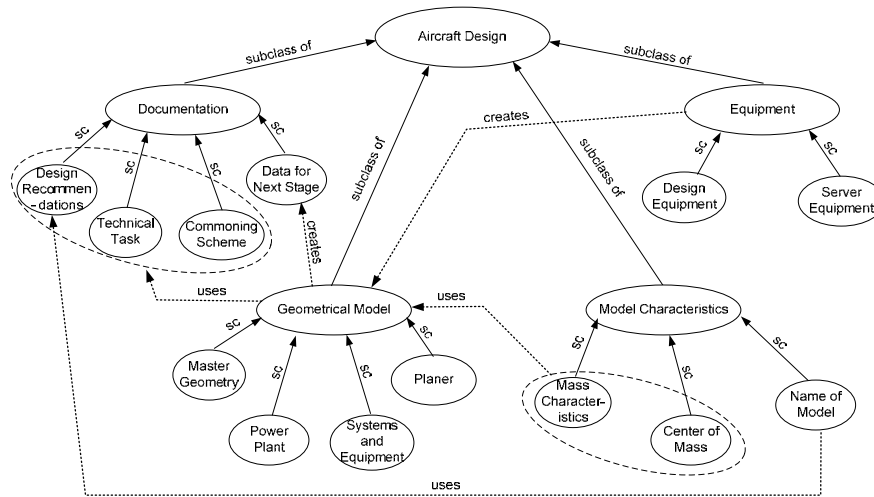 Aircraft Design
subclass of
subclass of
Documentation
Equipment
creates
sc
sc
sc
sc
subclass of
subclass of
sc
sc
Design
Recommen
-dations
Data for
Next Stage
Technical
Task
Commoning
Scheme
Design
Equipment
Server
Equipment
creates
uses
uses
Geometrical Model
Model Characteristics
sc
sc
sc
sc
sc
sc
sc
Master
Geometry
Planer
Mass
Character-
istics
Name of
Model
Power
Plant
Systems
and
Equipment
Center of
Mass
uses